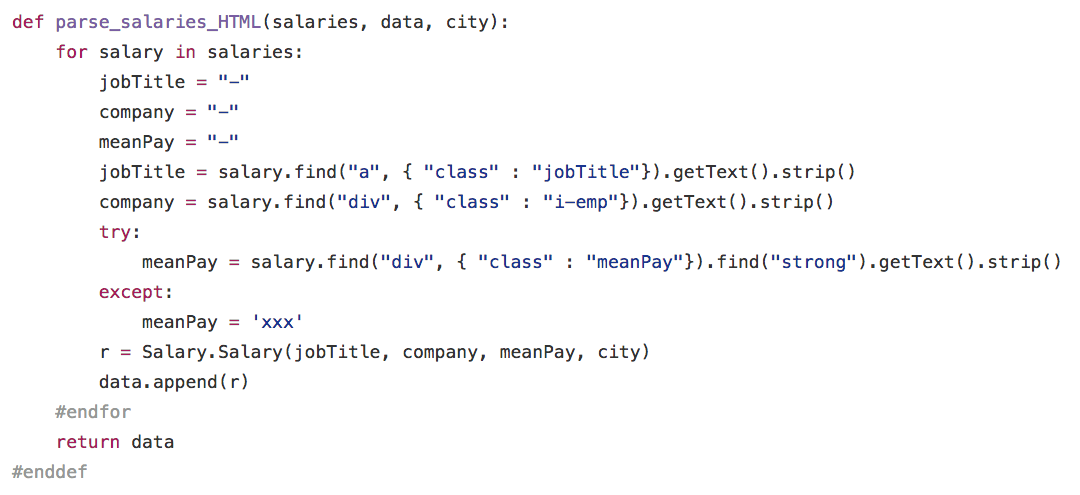 def parse_salaries_HTML(salaries, data, city):
    for salary in salaries:
        jobTitle = "-"
        company = "-"
        meanPay = "-"
        jobTitle = salary.find("a", { "class" : "jobTitle"}).getText().strip()
        company = salary.find("div", { "class" : "i-emp"}).getText().strip()
        try:
            meanPay = salary.find("div", { "class" : "meanPay"}).find("strong").getText().strip()
        except:
            meanPay = 'xxx'
        r = Salary.Salary(jobTitle, company, meanPay, city)
        data.append(r)
    #endfor
    return data
#enddef